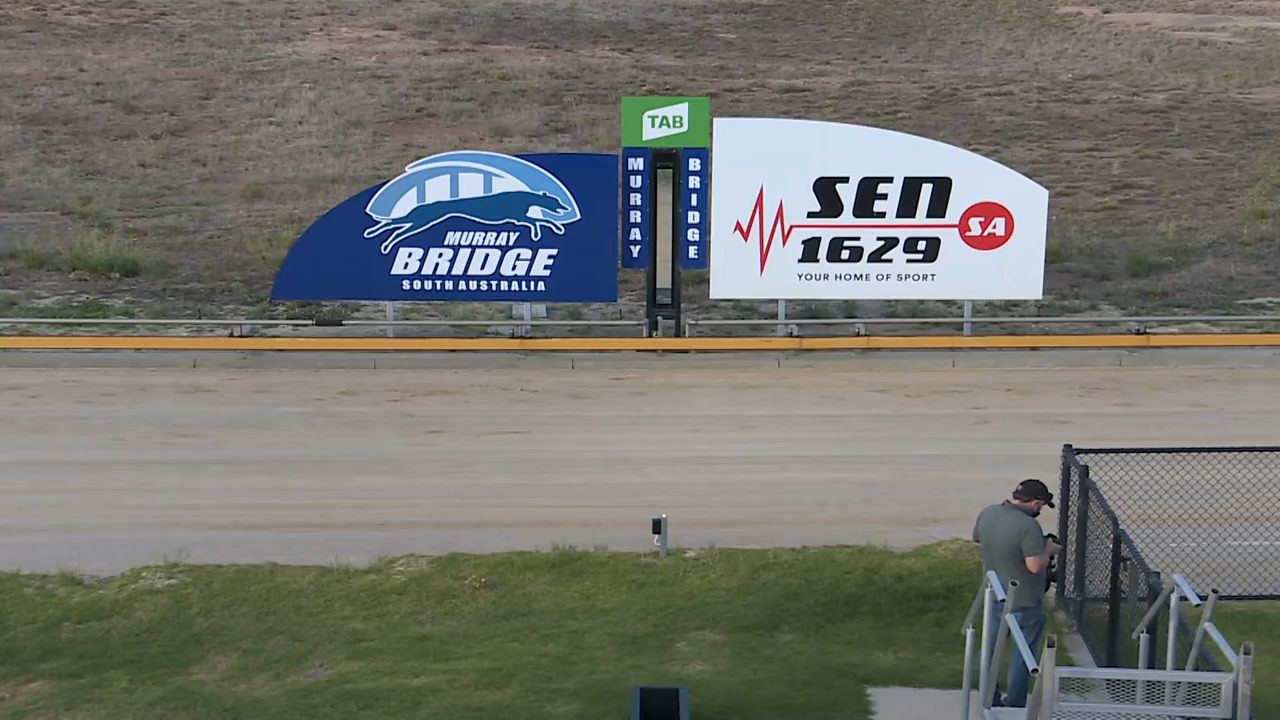 TAB
MURRAY
BRIDGE
SOUTH AUSTRALIA
MURRAY
BRIDGE
SEN
SA
1629
YOUR HOME OF SPORT